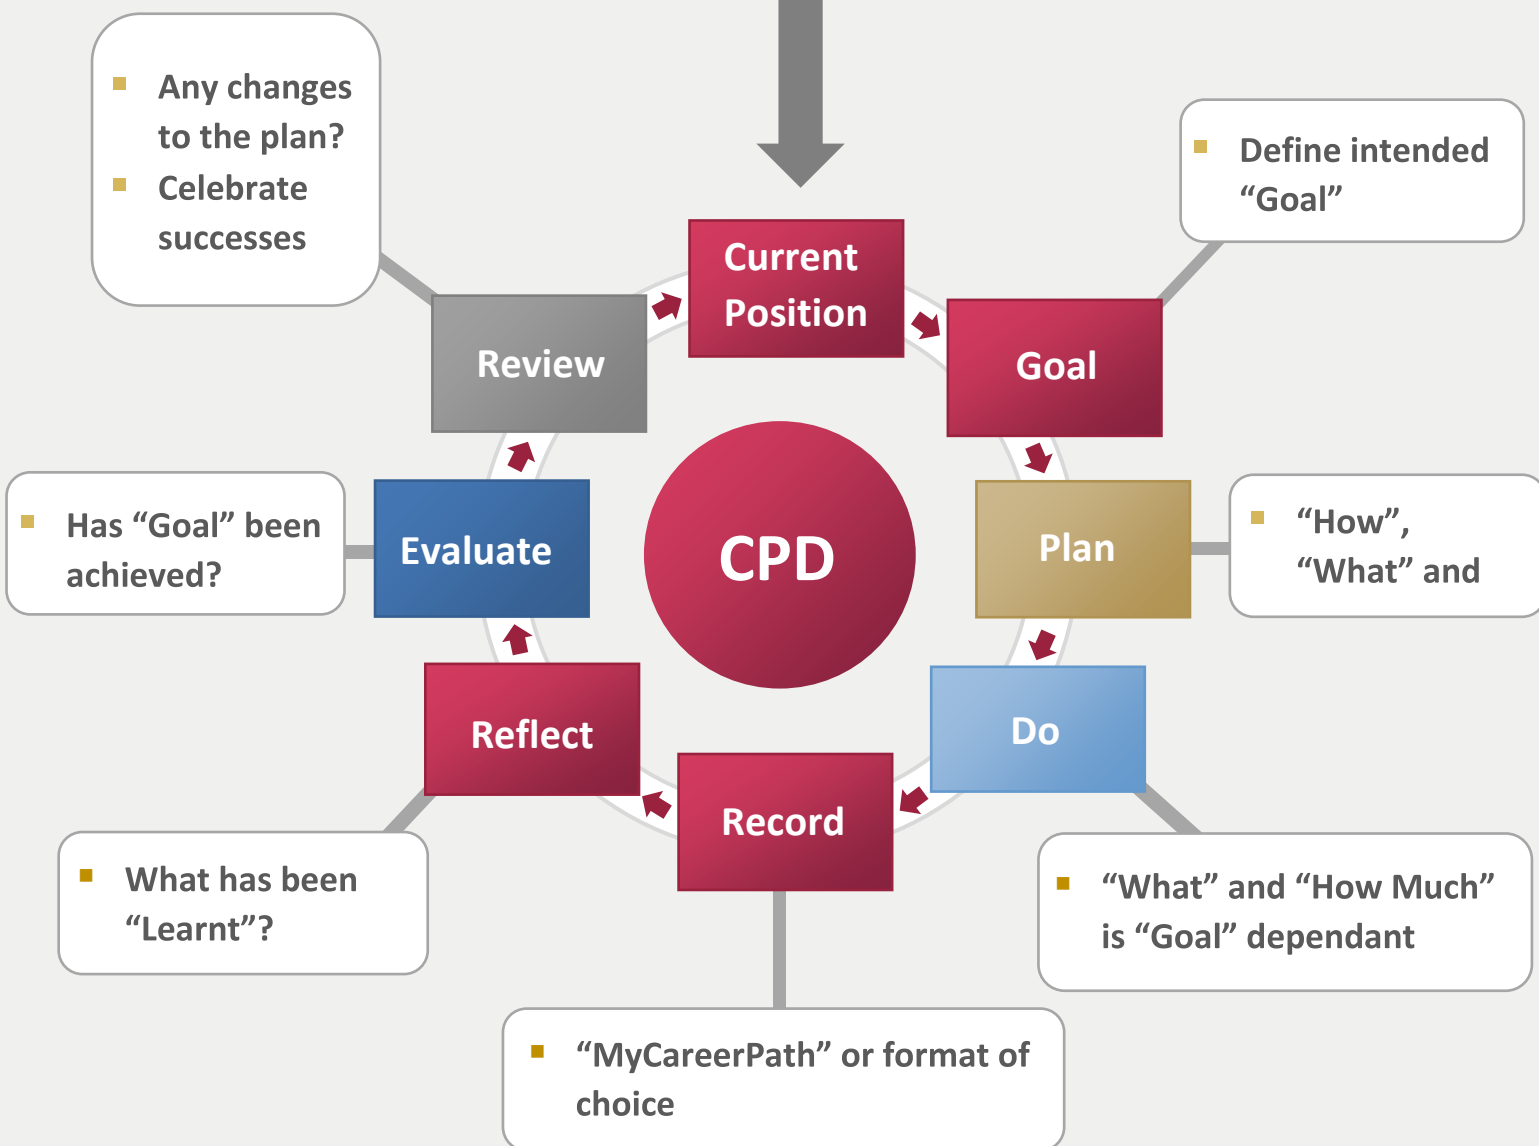 Any changes
to the plan?
Celebrate
successes
Define intended
“Goal”
Current
Position
Review
Goal
Has “Goal” been
achieved?
Evaluate
CPD
Plan
“How”,
“What” and
Reflect
Do
Record
What has been
“Learnt”?
“What” and “How Much”
is “Goal” dependant
“MyCareerPath” or format of
choice